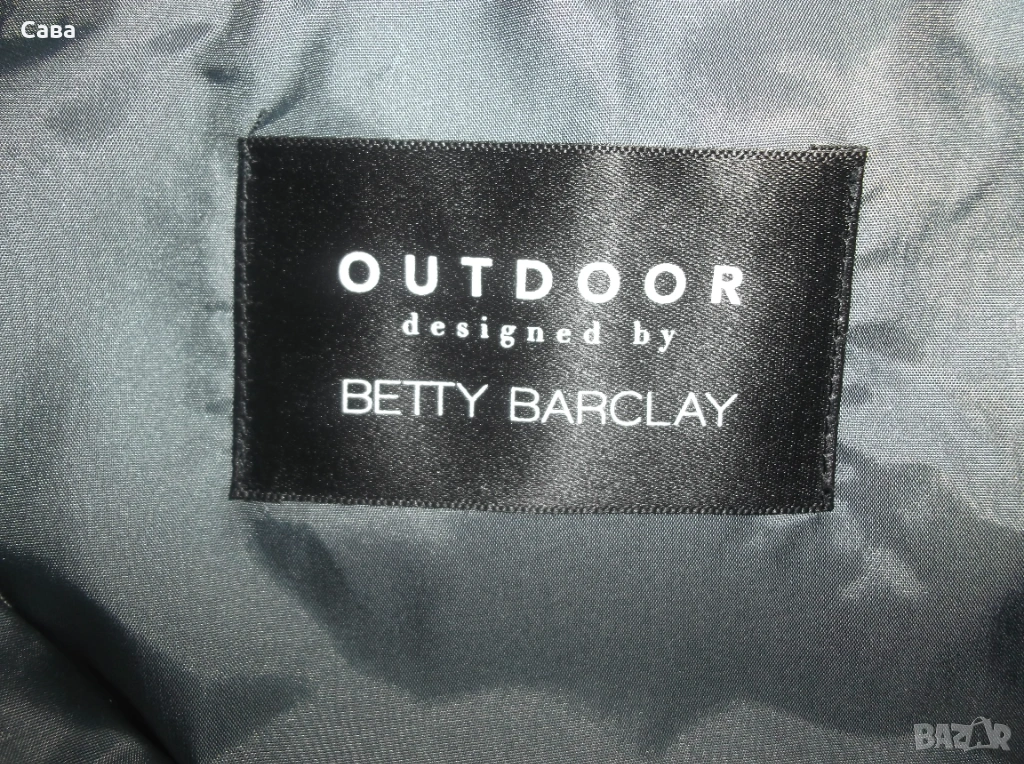 Сава
OUTDOOR
designed by
BETTY BARCLAY
BAZAR